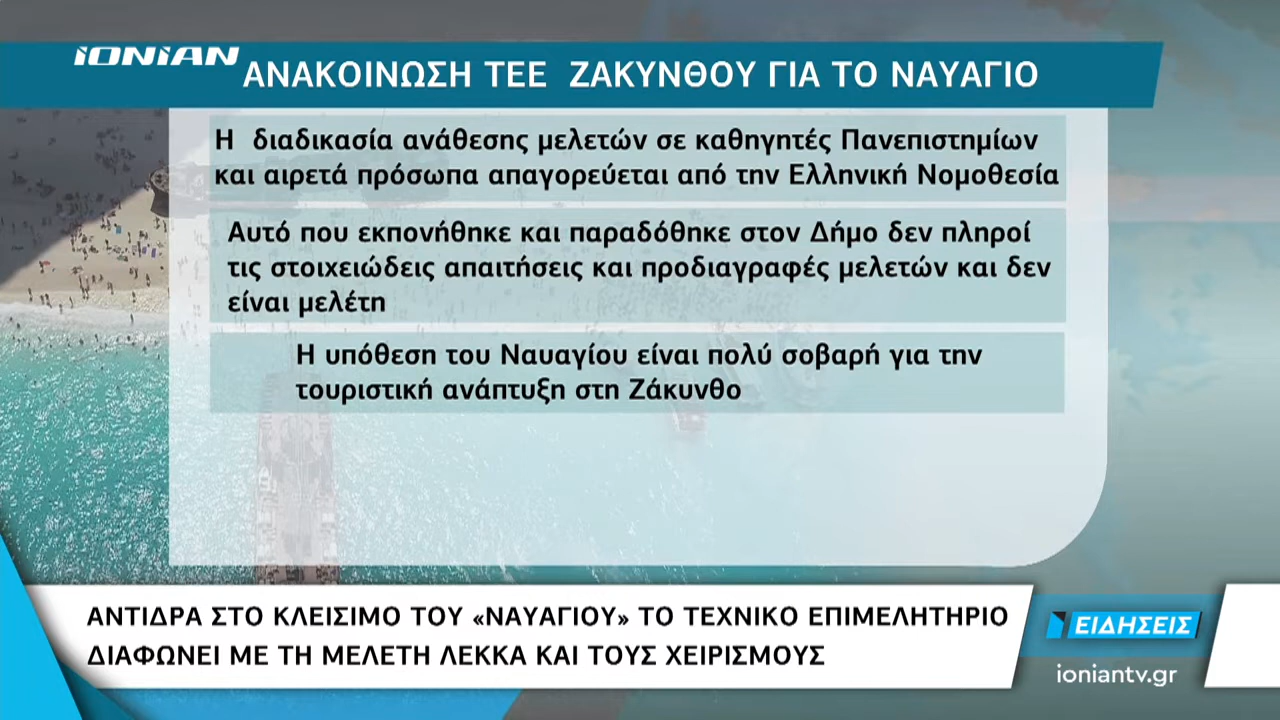 IONIAN
ΑΝΑΚΟΙΝΩΣΗ ΤΕΕ ΖΑΚΥΝΘΟΥ ΓΙΑ ΤΟ ΝΑΥΑΓΙΟ
Η διαδικασία ανάθεσης μελετών σε καθηγητές Πανεπιστημίων
και αιρετά πρόσωπα απαγορεύεται από την Ελληνική Νομοθεσία
Αυτό που εκπονήθηκε και παραδόθηκε στον Δήμο δεν πληροί
τις στοιχειώδεις απαιτήσεις και προδιαγραφές μελετών και δεν
είναι μελέτη
Η υπόθεση του Ναυαγίου είναι πολύ σοβαρή για την
τουριστική ανάπτυξη στη Ζάκυνθο
ΑΝΤΙΔΡΑ ΣΤΟ ΚΛΕΙΣΙΜΟ ΤΟΥ «ΝΑΥΑΓΙΟΥ» ΤΟ ΤΕΧΝΙΚΟ ΕΠΙΜΕΛΗΤΗΡΙΟ
ΔΙΑΦΩΝΕΙ ΜΕ ΤΗ ΜΕΛΕΤΗ ΛΕΚΚΑ ΚΑΙ ΤΟΥΣ ΧΕΙΡΙΣΜΟΥΣ
ΕΙΔΗΣΕΙΣ
ioniantv.gr